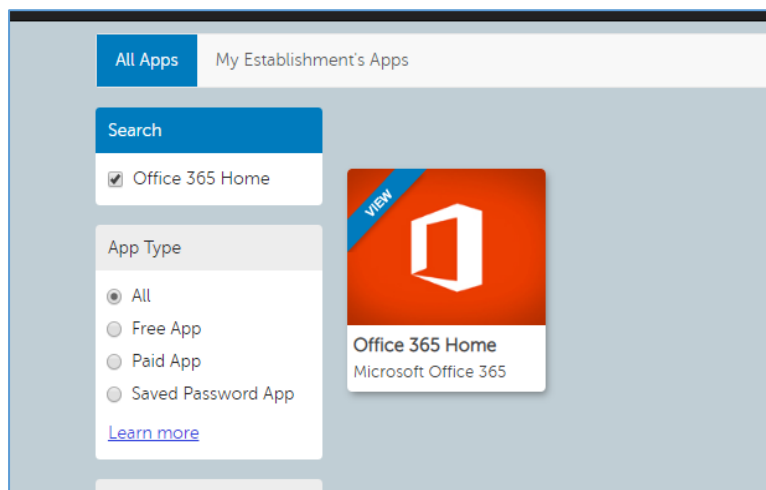 All Apps
My Establishment's Apps
Search
Office 365 Home
App Type
All
Free App
Paid App
Saved Password App
Learn more
VIEW
Office 365 Home
Microsoft Office 365